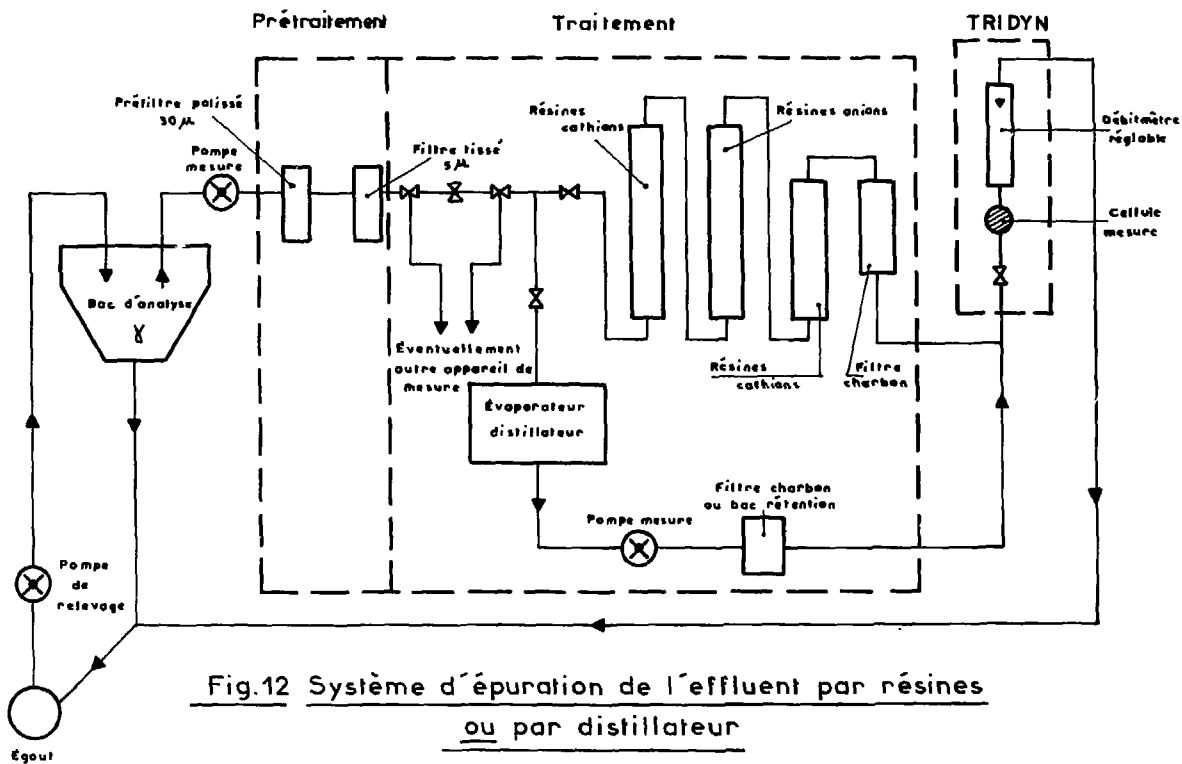 Prétraitement
Traitement
TRIDYN
Préfiltre palissé
30 μ
Pompe
mesure
Filtre tissé
5 μ
Résines
cathions
Résines anions
Débitmètre
réglable
Cellule
mesure
Bac d'analyse
γ
Éventuellement
autre appareil de
mesure
Résines
cathions
Filtre
charbon
Évaporateur
distillateur
Filtre charbon
ou bac rétention
Pompe mesure
Pompe
de
relevage
Égout
Fig.12 Système d'épuration de l'effluent par résines
ou par distillateur